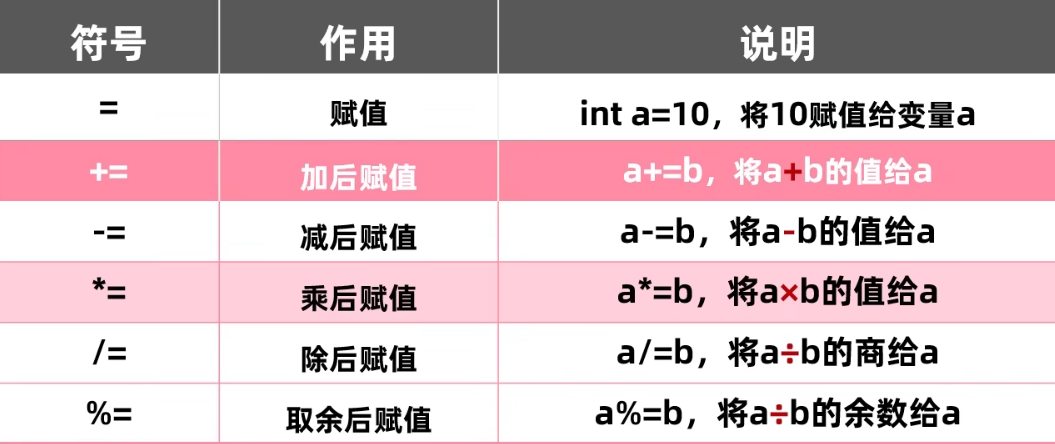 符号 作用 说明
= 赋值 int a=10，将10赋值给变量a
+= 加后赋值 a+=b，将a+b的值给a
-= 减后赋值 a-=b，将a-b的值给a
*= 乘后赋值 a*=b，将a×b的值给a
/= 除后赋值 a/=b，将a÷b的商给a
%= 取余后赋值 a%=b，将a÷b的余数给a